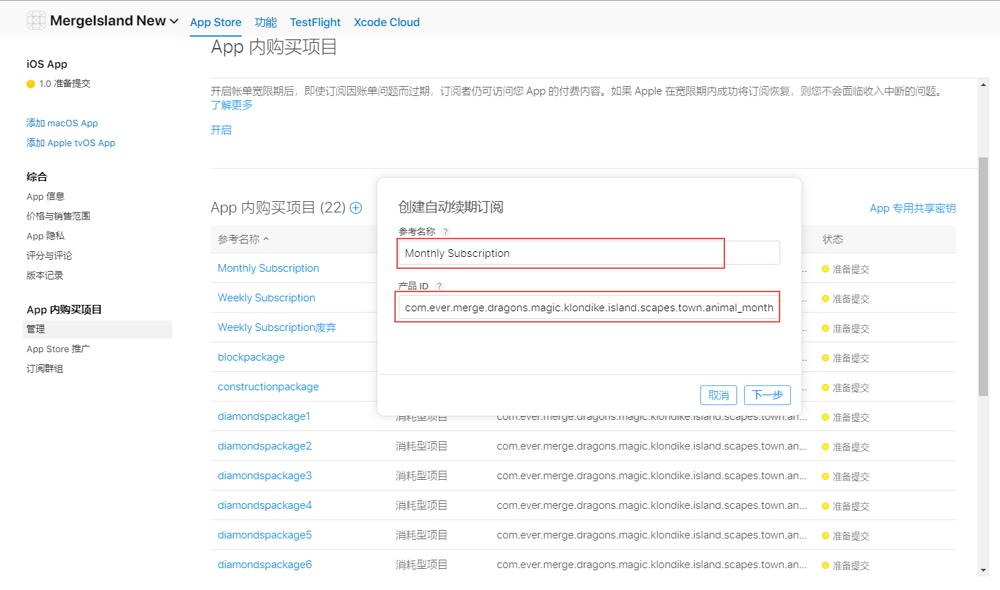 MergeIsland New App Store 功能 TestFlight Xcode Cloud
iOS App
1.0 准备提交
添加 macOS App
添加 Apple tvOS App
综合
App 信息
价格与销售范围
App 隐私
评分与评论
版本记录
App 内购买项目
管理
App Store 推广
订阅群组
App 内购买项目
开启帐单宽限期后，即使订阅因账单问题而过期，订阅者仍可访问您 App 的付费内容。如果 Apple 在宽限期内成功将订阅恢复，则您不会面临收入中断的问题。
了解更多
开启
App 内购买项目 (22)
App 专用共享密钥
参考名称 状态
Monthly Subscription ... 准备提交
Weekly Subscription ... 准备提交
Weekly Subscription废弃 ... 准备提交
blockpackage ... 准备提交
constructionpackage ... 准备提交
diamondspackage1 消耗型项目 com.ever.merge.dragons.magic.klondike.island.scapes.town.an... 准备提交
diamondspackage2 消耗型项目 com.ever.merge.dragons.magic.klondike.island.scapes.town.an... 准备提交
diamondspackage3 消耗型项目 com.ever.merge.dragons.magic.klondike.island.scapes.town.an... 准备提交
diamondspackage4 消耗型项目 com.ever.merge.dragons.magic.klondike.island.scapes.town.an... 准备提交
diamondspackage5 消耗型项目 com.ever.merge.dragons.magic.klondike.island.scapes.town.an... 准备提交
diamondspackage6 消耗型项目 com.ever.merge.dragons.magic.klondike.island.scapes.town.an... 准备提交
创建自动续期订阅
参考名称 ?
Monthly Subscription
产品 ID ?
com.ever.merge.dragons.magic.klondike.island.scapes.town.animal_month
取消 下一步